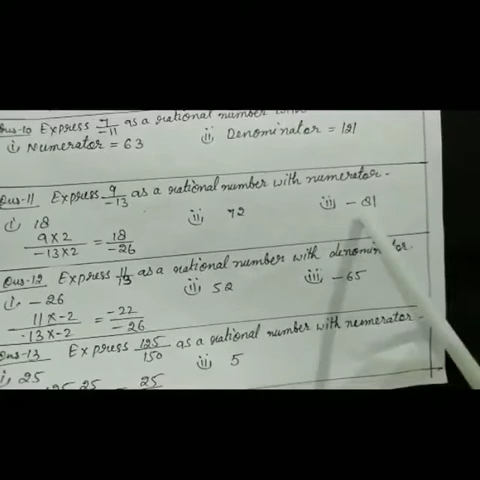 Qus-10 Express 7/-11 as a rational number
i) Numerator = 63 ii) Denominator = 121
Qus-11 Express 9/-13 as a rational number with numerator.
i) 18 ii) 72 iii) -81
9×2/-13×2 = 18/-26
Qus-12 Express 11/13 as a rational number with denominator.
i) -26 ii) 52 iii) -65
11×-2/-13×-2 = -22/-26
Qus-13 Express 125/150 as a rational number with numerator-
i) 25 ii) 5
25